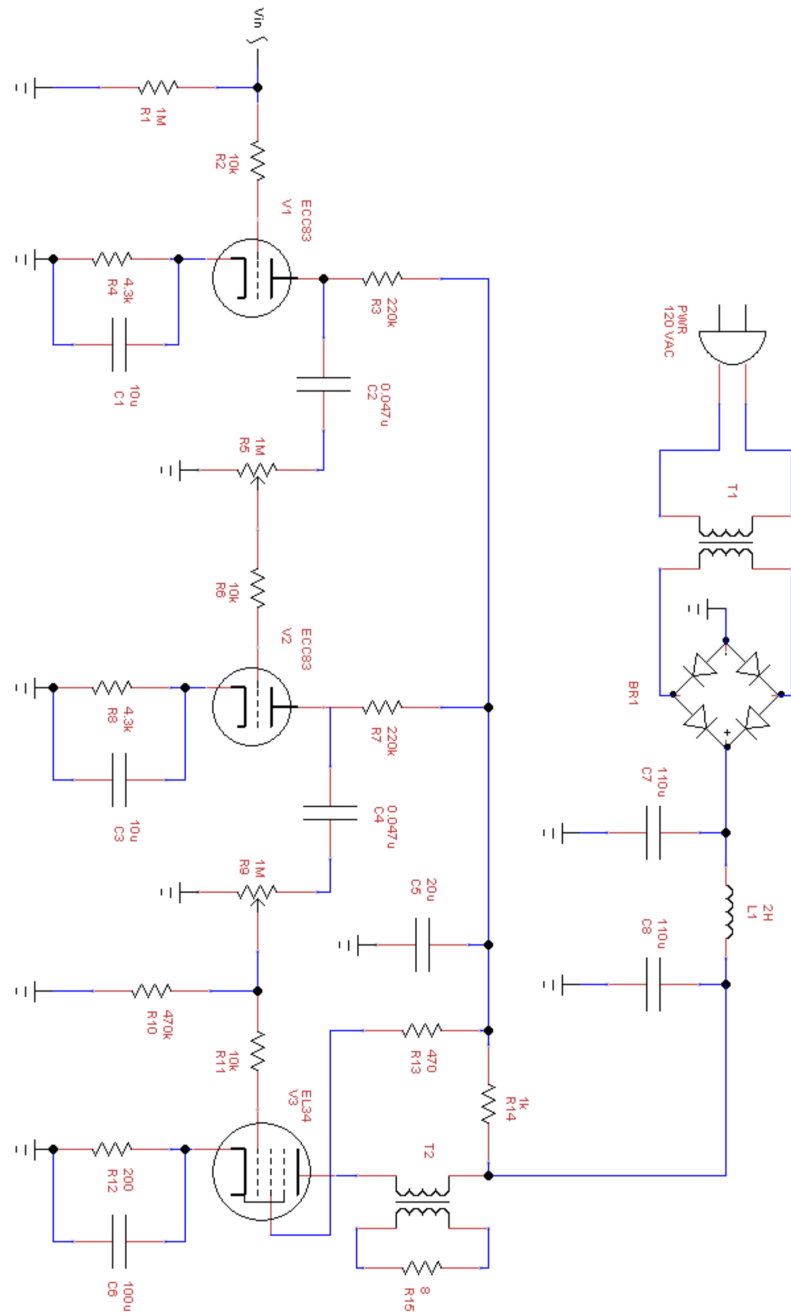 Vin
1M
R1
10k
R2
ECC83
V1
4.3k
R4
10u
C1
220k
R3
0.047u
C2
1M
R5
10k
R6
ECC83
V2
4.3k
R8
10u
C3
220k
R7
0.047u
C4
1M
R9
470k
R10
10k
R11
EL34
V3
200
R12
100u
C6
20u
C5
470
R13
1k
R14
T2
8
R15
PWR
120 VAC
T1
BR1
-
+
110u
C7
2H
L1
110u
C8